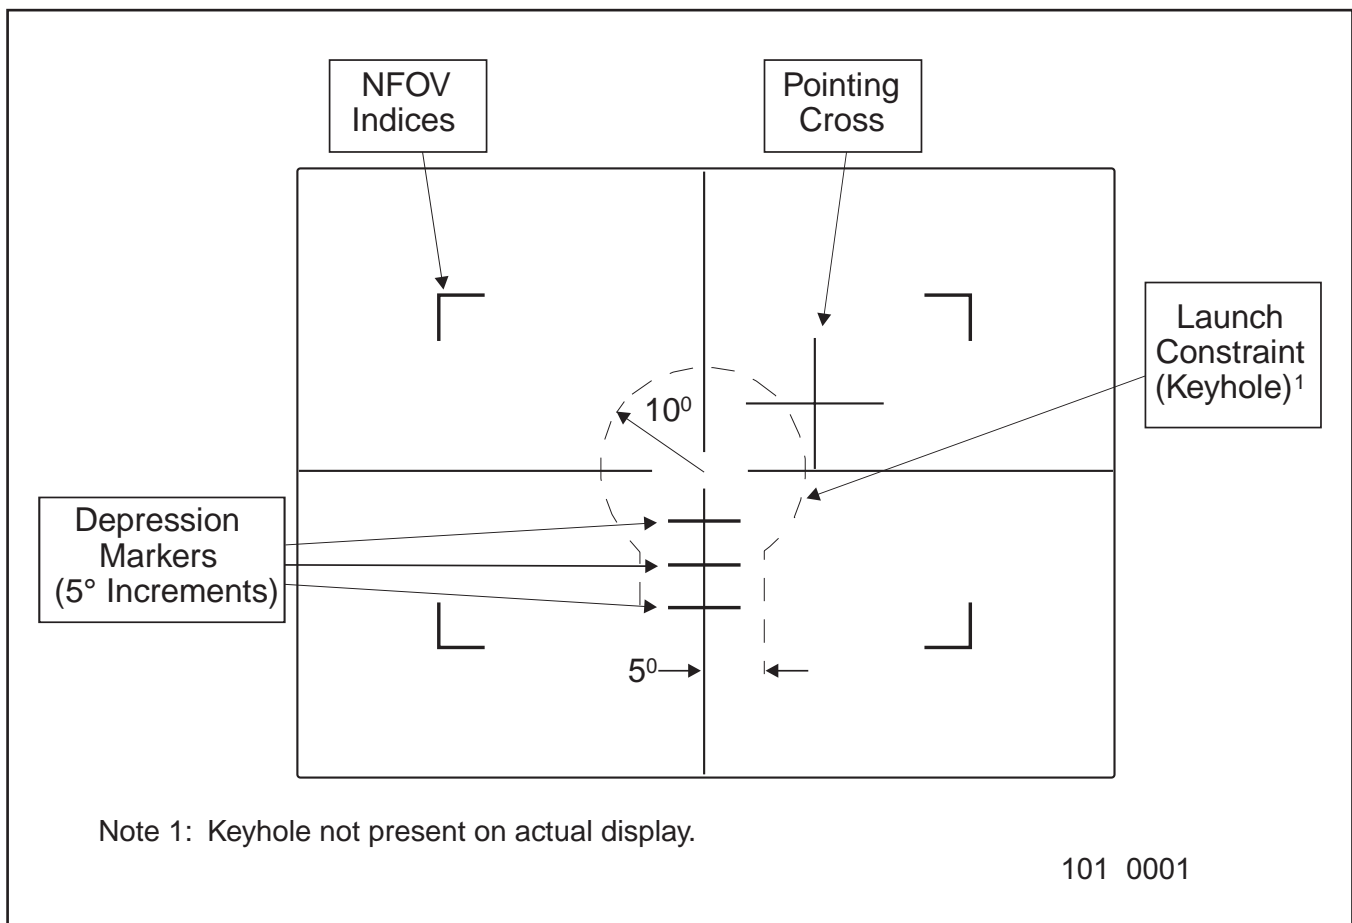 NFOV
Indices
Pointing
Cross
Launch
Constraint
(Keyhole)¹
10⁰
Depression
Markers
(5° Increments)
5⁰
Note 1: Keyhole not present on actual display.
101 0001